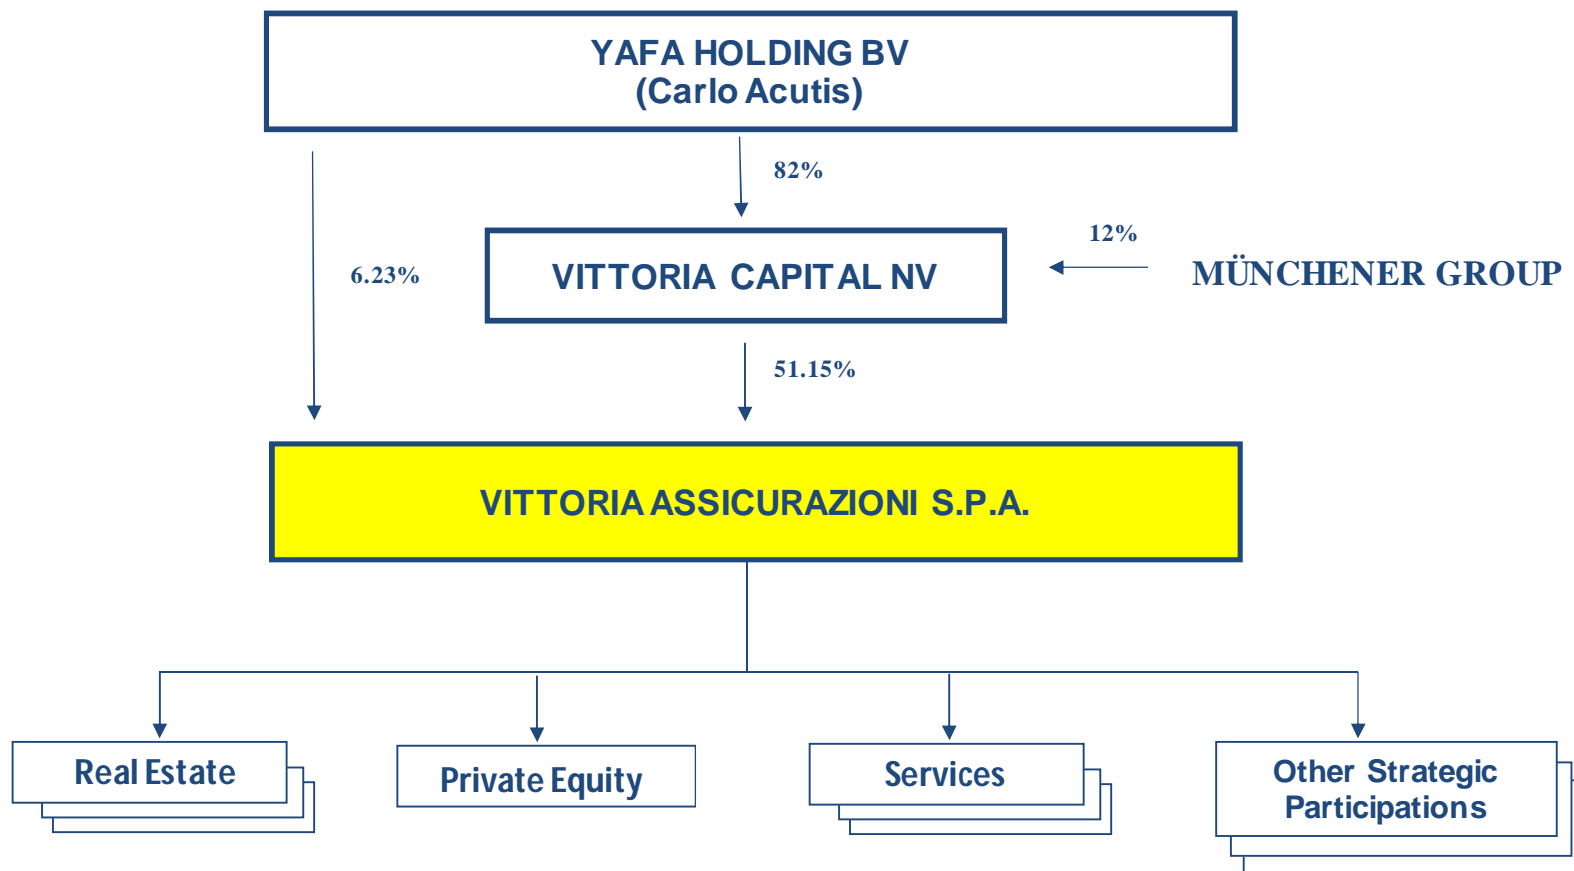 YAFA HOLDING BV
(Carlo Acutis)
82%
12%
6.23%
VITTORIA CAPITAL NV
MÜNCHENER GROUP
51.15%
VITTORIA ASSICURAZIONI S.P.A.
Real Estate
Private Equity
Services
Other Strategic
Participations